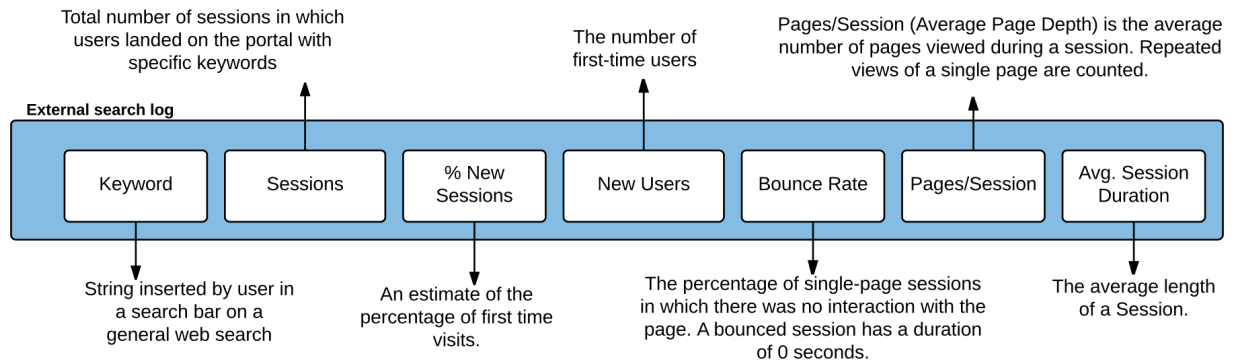 Total number of sessions in which
users landed on the portal with
specific keywords
The number of
first-time users
Pages/Session (Average Page Depth) is the average
number of pages viewed during a session. Repeated
views of a single page are counted.
External search log
Keyword
Sessions
% New
Sessions
New Users
Bounce Rate
Pages/Session
Avg. Session
Duration
String inserted by user in
a search bar on a
general web search
An estimate of the
percentage of first time
visits.
The percentage of single-page sessions
in which there was no interaction with the
page. A bounced session has a duration
of 0 seconds.
The average length
of a Session.